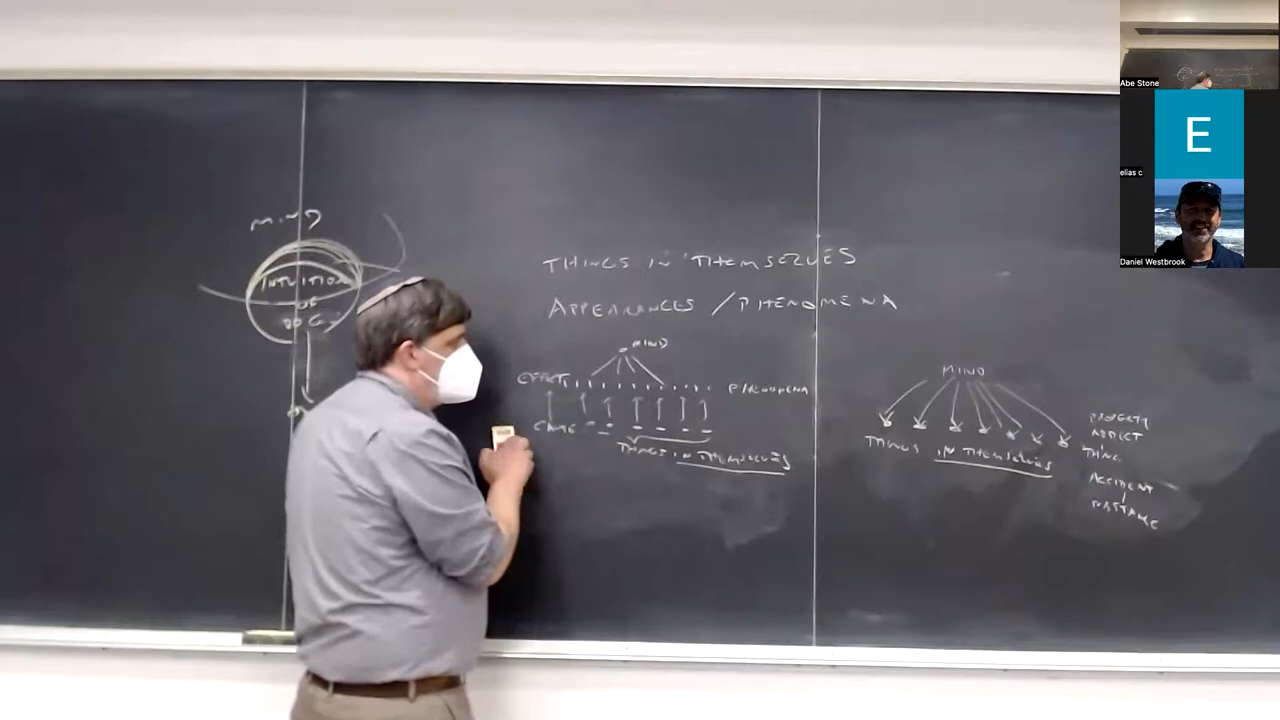 MIND
INTUITION
OF
THINGS IN THEMSELVES
APPEARANCES / PHENOMENA
MIND
EFFECT
PHENOMENA
THINGS IN THEMSELVES
MIND
THINGS IN THEMSELVES
PROPERTY
THING
ACCIDENT
SUBSTANCE
Abe Stone
E
elias c
Daniel Westbrook